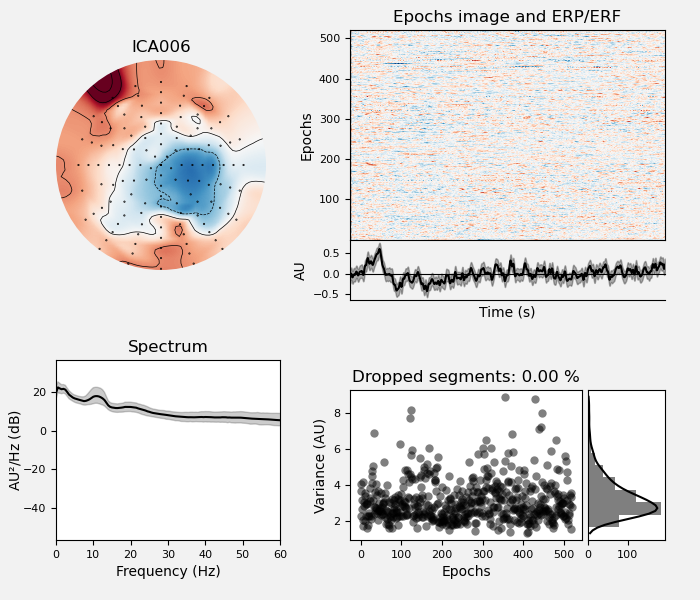 ICA006
Epochs image and ERP/ERF
500
400
300
200
100
Epochs
0.5
0.0
−0.5
AU
Time (s)
Spectrum
20
0
−20
−40
AU²/Hz (dB)
0 10 20 30 40 50 60
Frequency (Hz)
Dropped segments: 0.00 %
8
6
4
2
Variance (AU)
0 100 200 300 400 500
Epochs
0 100